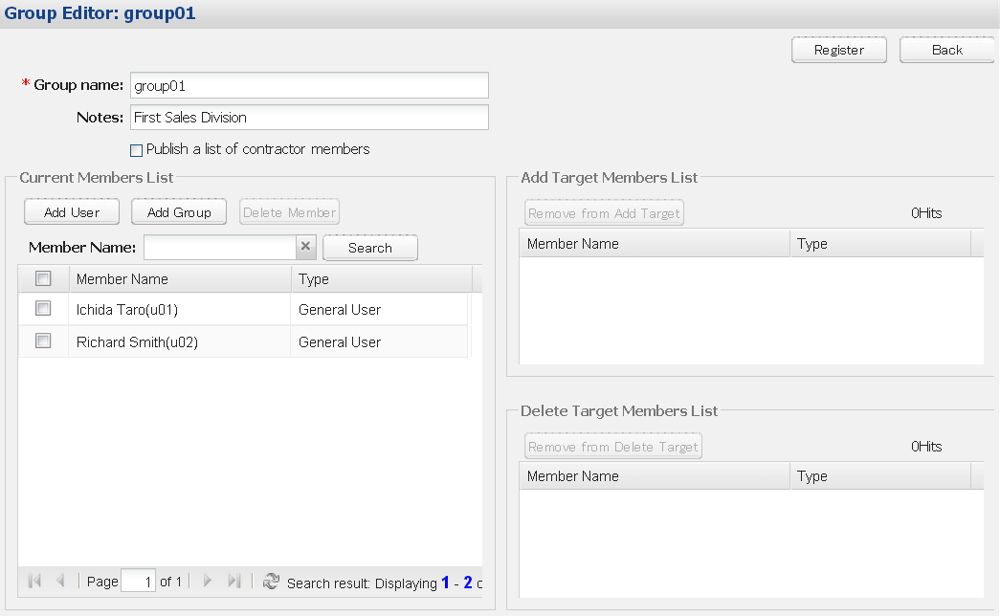 Group Editor: group01
Register Back
* Group name: group01
Notes: First Sales Division
Publish a list of contractor members
Current Members List
Add User Add Group Delete Member
Member Name: Search
Member Name Type
Ichida Taro(u01) General User
Richard Smith(u02) General User
Page 1 of 1 Search result: Displaying 1 - 2
Add Target Members List
Remove from Add Target 0Hits
Member Name Type
Delete Target Members List
Remove from Delete Target 0Hits
Member Name Type